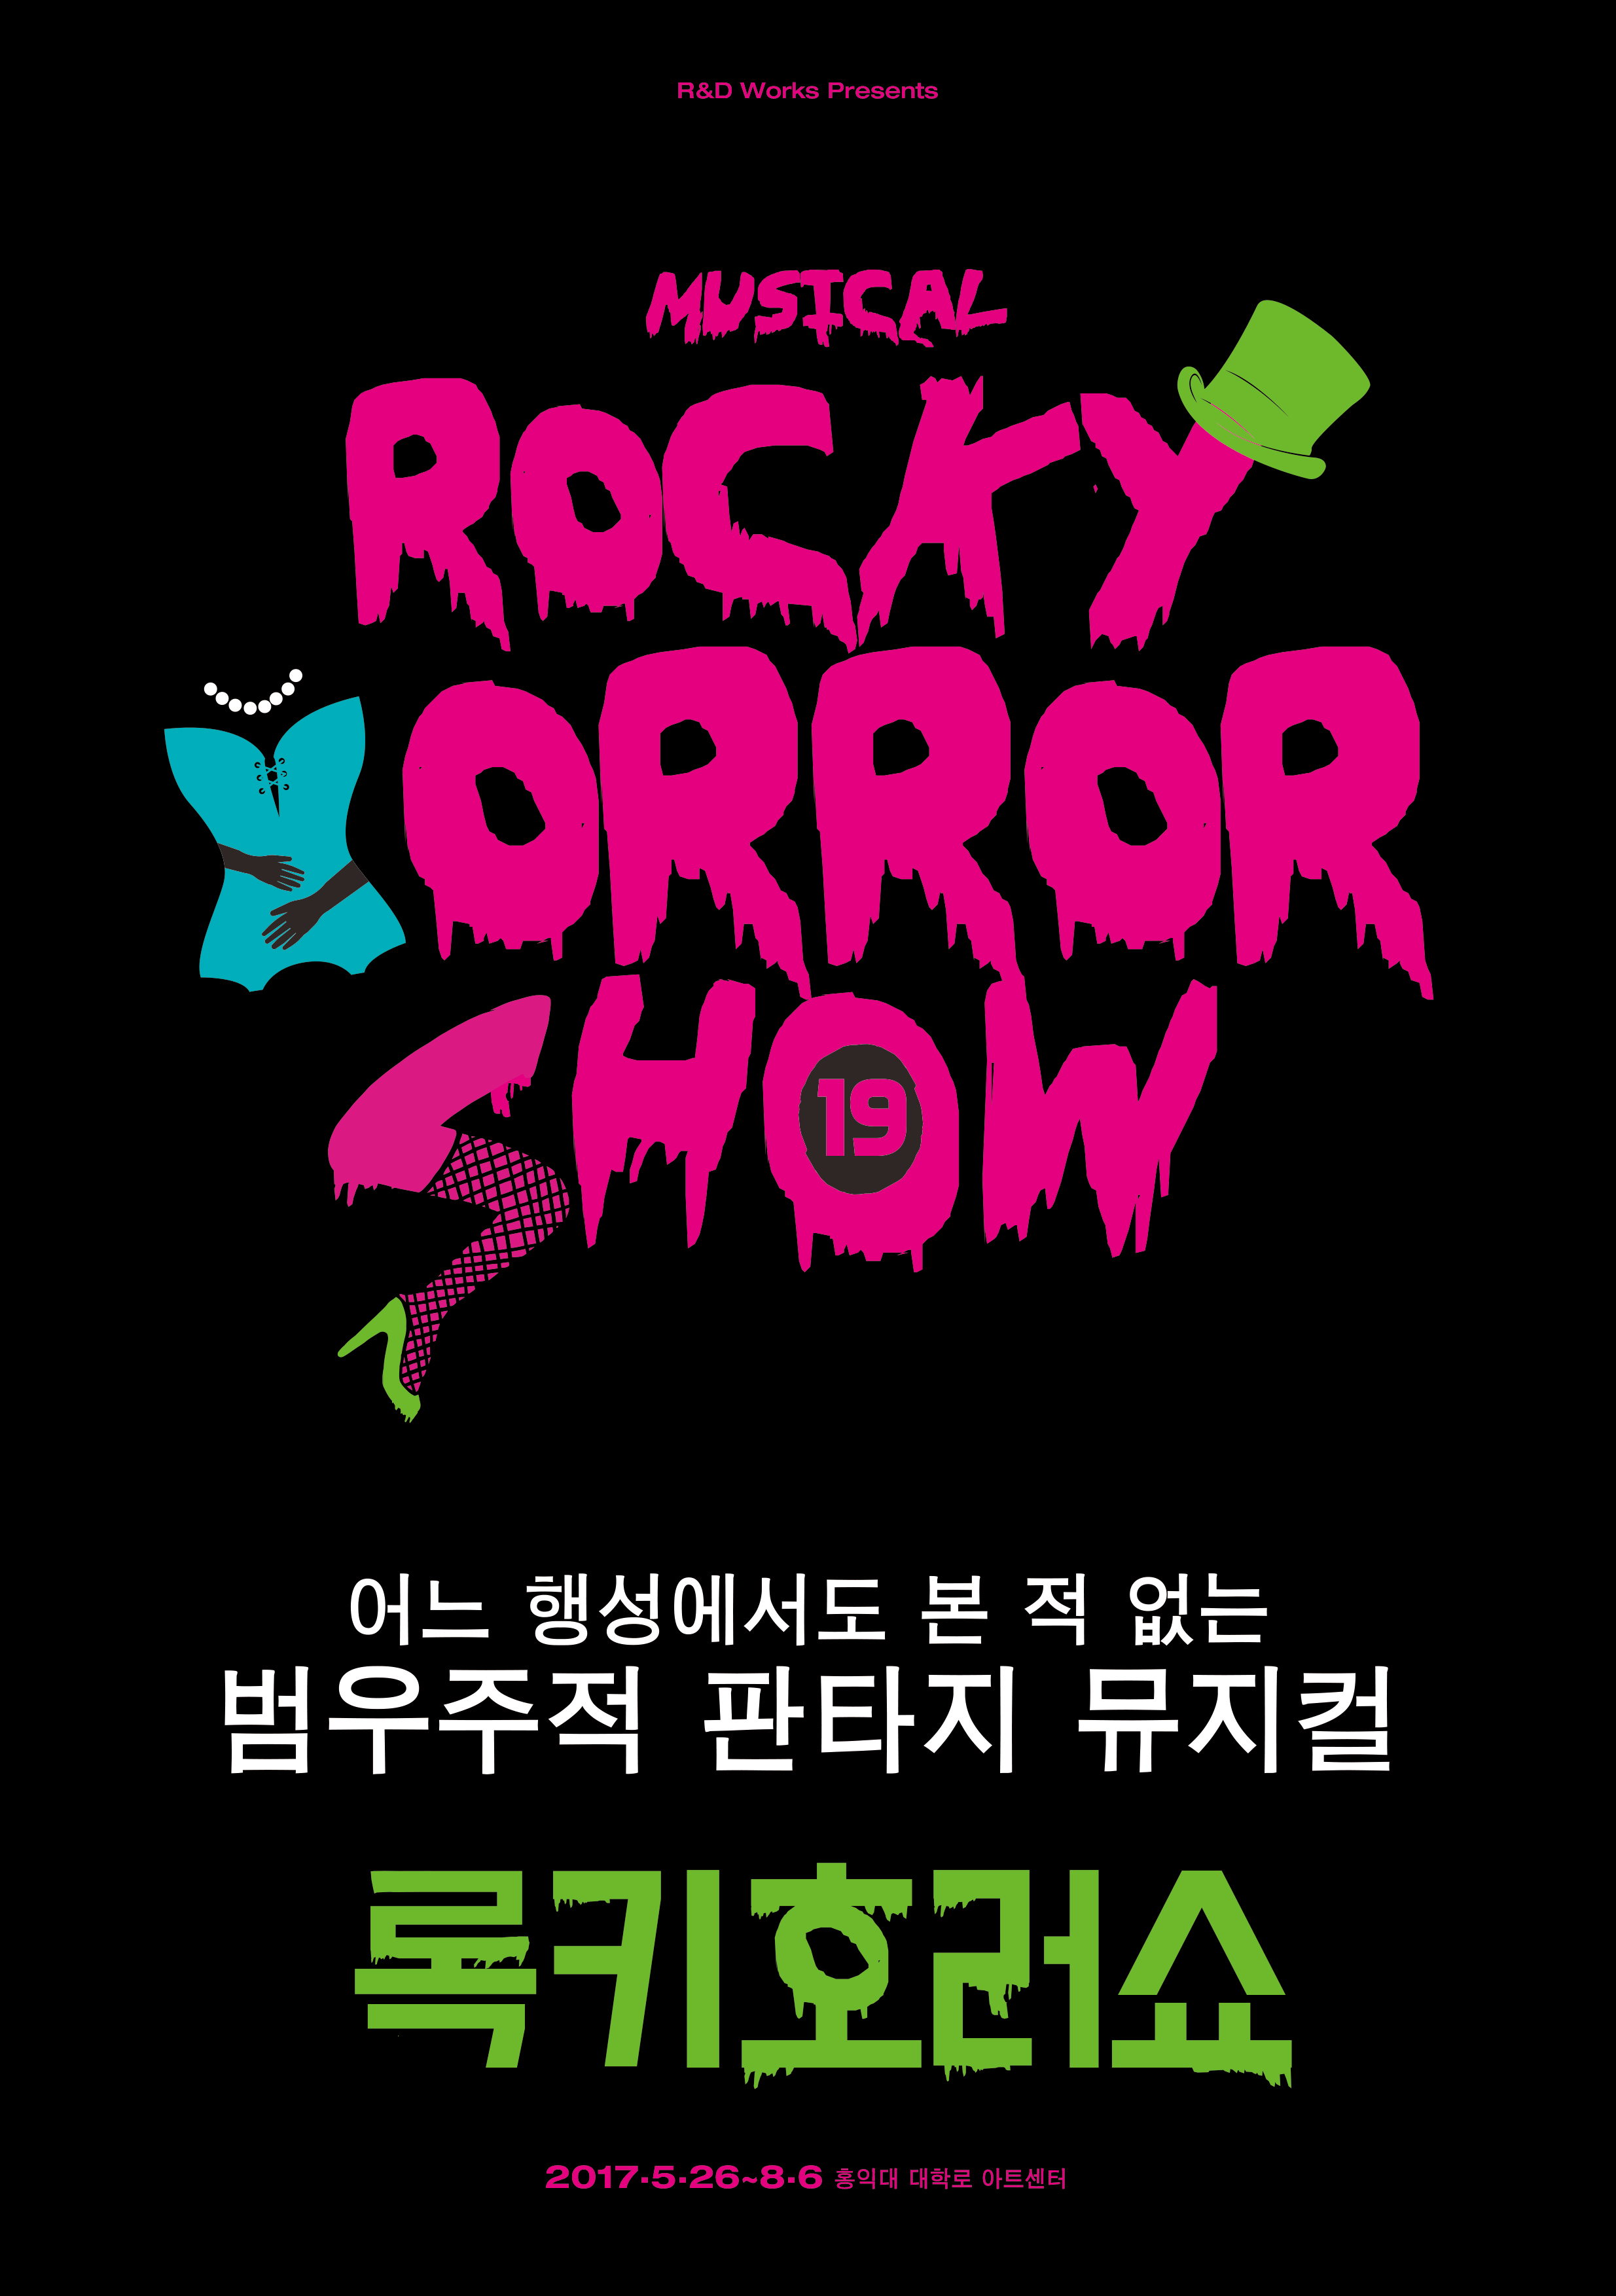 R&D Works Presents
MUSICAL
ROCKY
HORROR
SHOW
19
어느 행성에서도 본 적 없는
범우주적 판타지 뮤지컬
록키호러쇼
2017·5·26~8·6 홍익대 대학로 아트센터